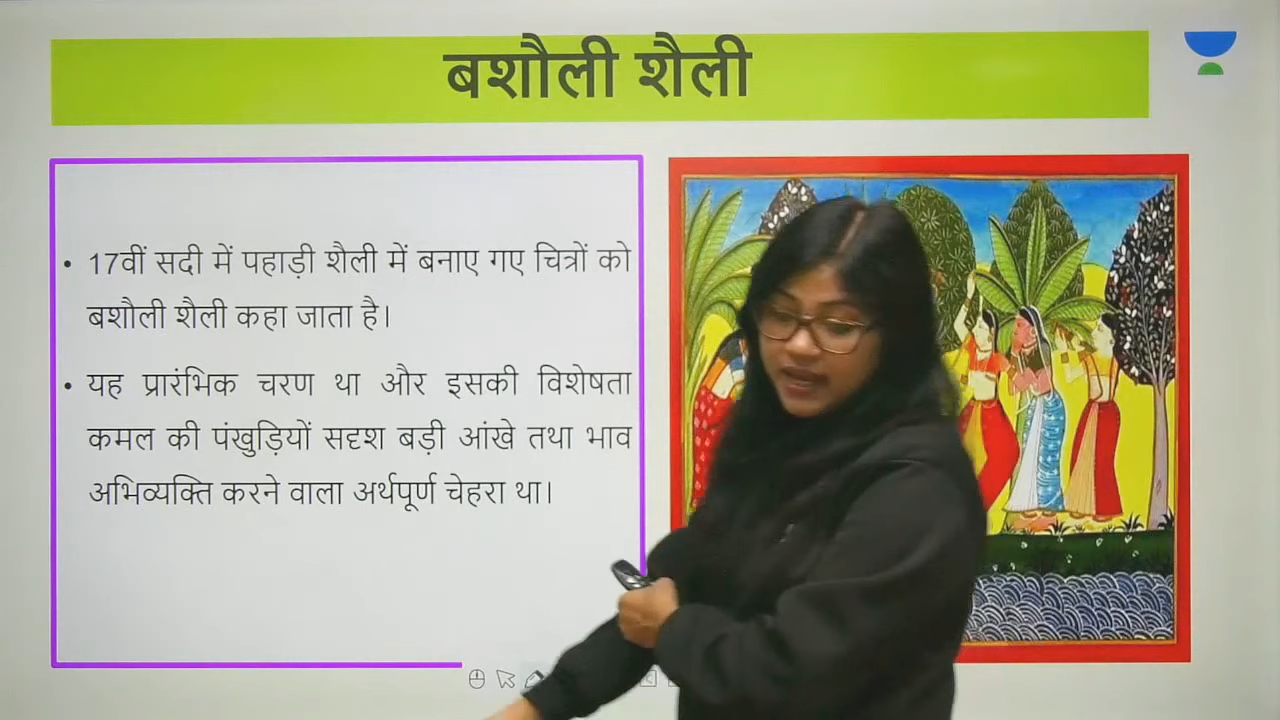 बशौली शैली
• 17वीं सदी में पहाड़ी शैली में बनाए गए चित्रों को
बशौली शैली कहा जाता है।
• यह प्रारंभिक चरण था और इसकी विशेषता
कमल की पंखुड़ियों सदृश बड़ी आंखे तथा भाव
अभिव्यक्ति करने वाला अर्थपूर्ण चेहरा था।